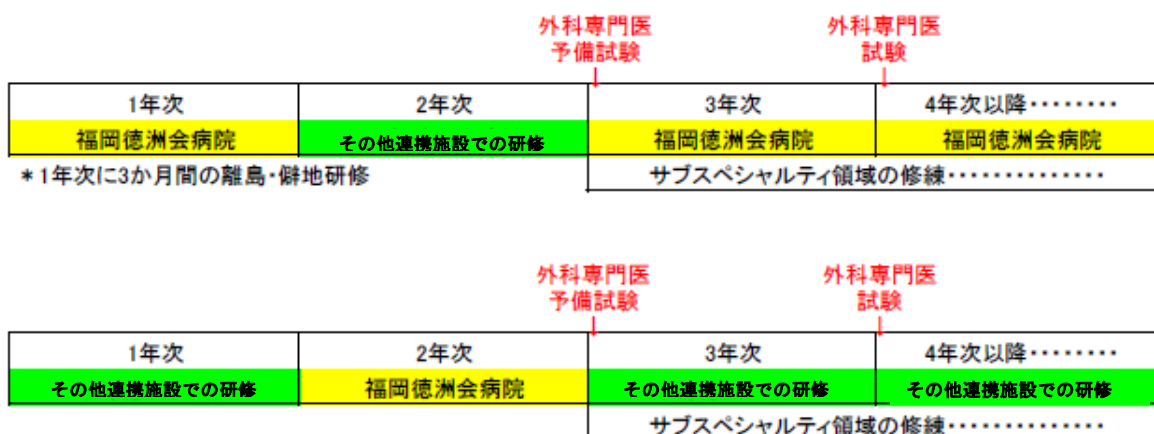 外科専門医 外科専門医
予備試験 試験
↓ ↓
1年次 2年次 3年次 4年次以降････････
福岡徳洲会病院 その他連携施設での研修 福岡徳洲会病院 福岡徳洲会病院
*1年次に3か月間の離島･僻地研修 サブスペシャルティ領域の修練･･････････････
外科専門医 外科専門医
予備試験 試験
↓ ↓
1年次 2年次 3年次 4年次以降････････
その他連携施設での研修 福岡徳洲会病院 その他連携施設での研修 その他連携施設での研修
サブスペシャルティ領域の修練･･････････････